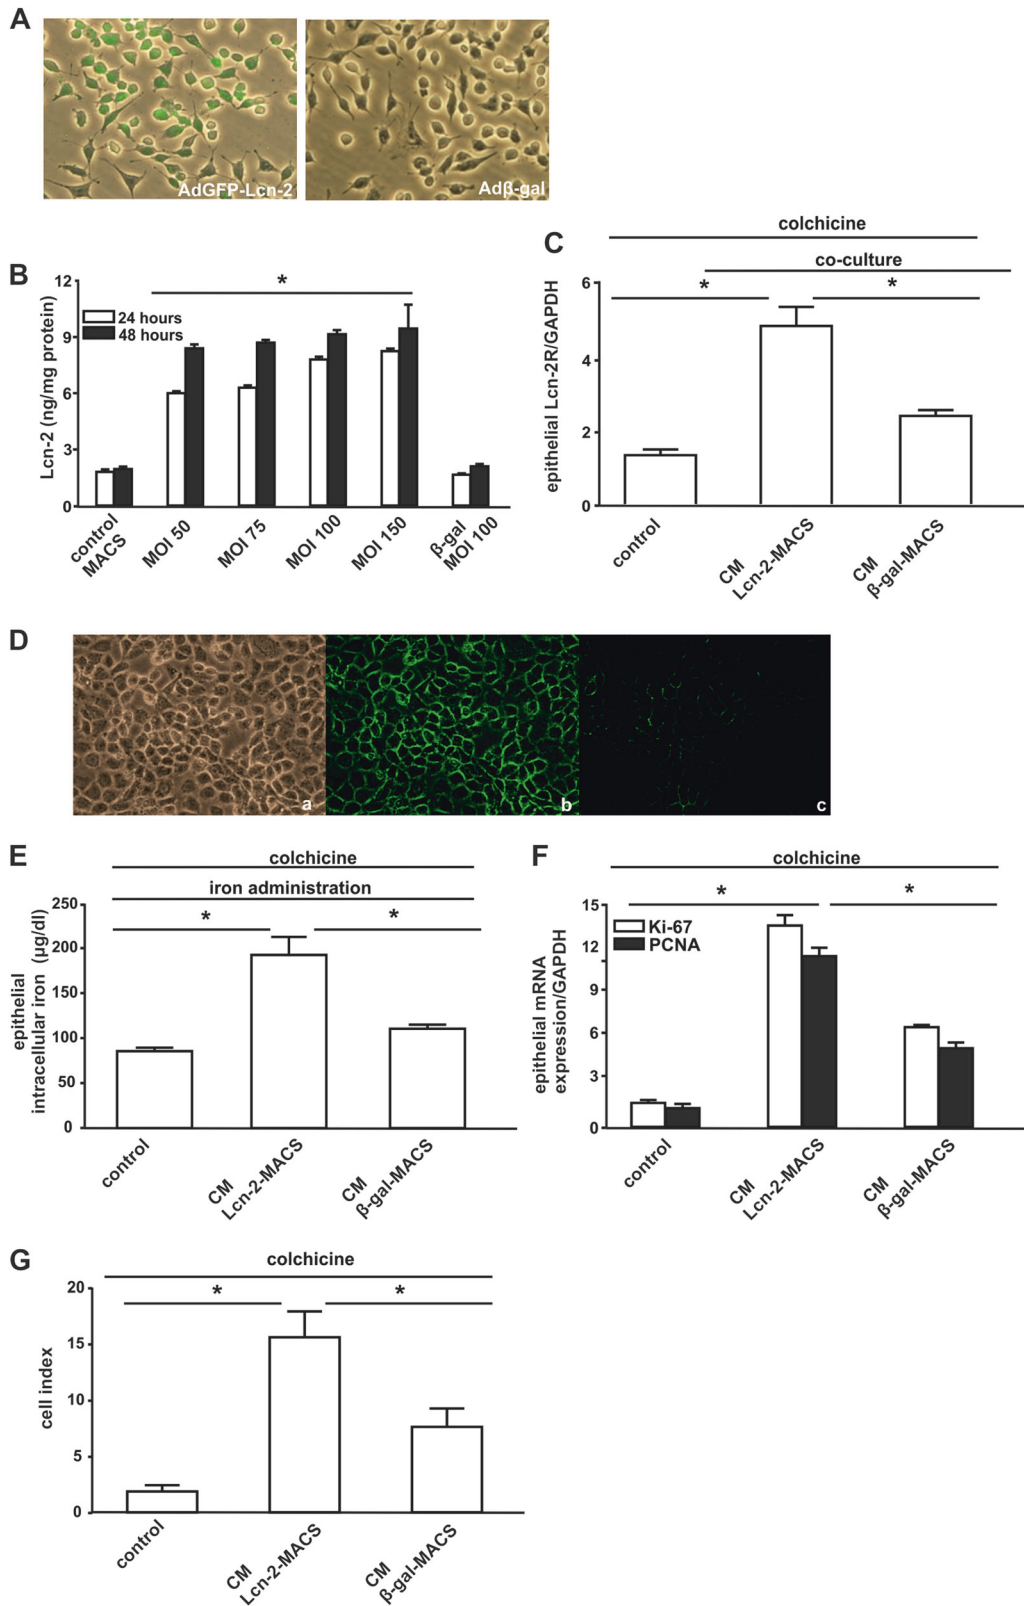 A
AdGFP-Lcn-2
Adβ-gal
B
Lcn-2 (ng/mg protein)
12
9
6
3
0
*
24 hours
48 hours
control
MACS
MOI 50
MOI 75
MOI 100
MOI 150
β-gal
MOI 100
C
colchicine
co-culture
*
*
epithelial Lcn-2R/GAPDH
6
4
2
0
control
CM
Lcn-2-MACS
CM
β-gal-MACS
D
a
b
c
E
colchicine
iron administration
*
*
epithelial
intracellular iron (μg/dl)
250
200
150
100
50
0
control
CM
Lcn-2-MACS
CM
β-gal-MACS
F
colchicine
*
*
Ki-67
PCNA
epithelial mRNA
expression/GAPDH
15
12
9
6
3
0
control
CM
Lcn-2-MACS
CM
β-gal-MACS
G
colchicine
*
*
cell index
20
15
10
5
0
control
CM
Lcn-2-MACS
CM
β-gal-MACS